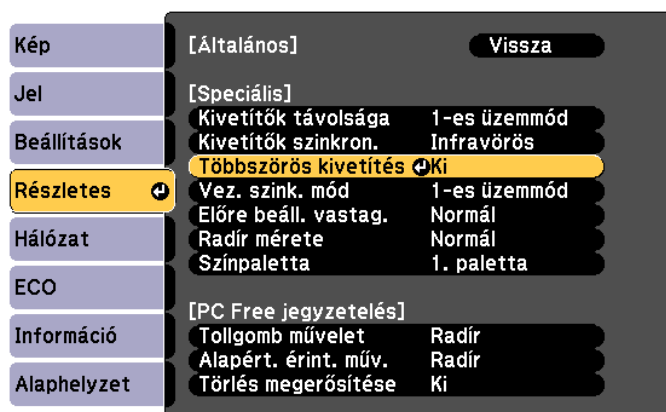 Kép
Jel
Beállítások
Részletes
Hálózat
ECO
Információ
Alaphelyzet
[Általános] Vissza
[Speciális]
Kivetítők távolsága 1-es üzemmód
Kivetítők szinkron. Infravörös
Többszörös kivetítés Ki
Vez. szink. mód 1-es üzemmód
Előre beáll. vastag. Normál
Radír mérete Normál
Színpaletta 1. paletta
[PC Free jegyzetelés]
Tollgomb művelet Radír
Alapért. érint. műv. Radír
Törlés megerősítése Ki